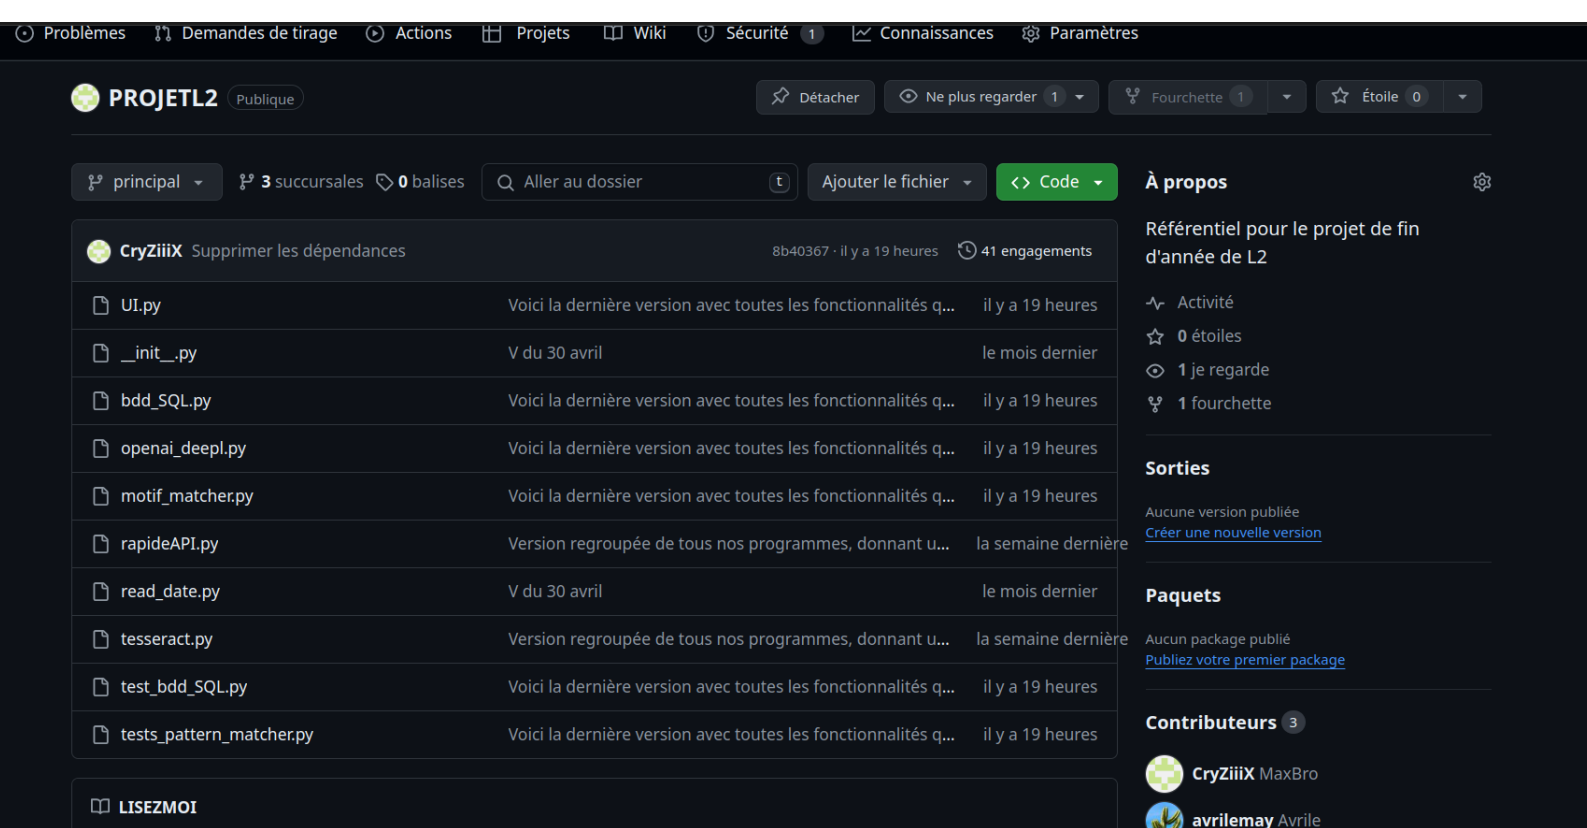 Problèmes Demandes de tirage Actions Projets Wiki Sécurité 1 Connaissances Paramètres
PROJETL2 Publique Détacher Ne plus regarder 1 Fourchette 1 Étoile 0
principal 3 succursales 0 balises Aller au dossier t Ajouter le fichier <> Code
CryZiiiX Supprimer les dépendances 8b40367 · il y a 19 heures 41 engagements
UI.py Voici la dernière version avec toutes les fonctionnalités q... il y a 19 heures
__init__.py V du 30 avril le mois dernier
bdd_SQL.py Voici la dernière version avec toutes les fonctionnalités q... il y a 19 heures
openai_deepl.py Voici la dernière version avec toutes les fonctionnalités q... il y a 19 heures
motif_matcher.py Voici la dernière version avec toutes les fonctionnalités q... il y a 19 heures
rapideAPI.py Version regroupée de tous nos programmes, donnant u... la semaine dernière
read_date.py V du 30 avril le mois dernier
tesseract.py Version regroupée de tous nos programmes, donnant u... la semaine dernière
test_bdd_SQL.py Voici la dernière version avec toutes les fonctionnalités q... il y a 19 heures
tests_pattern_matcher.py Voici la dernière version avec toutes les fonctionnalités q... il y a 19 heures
LISEZMOI
À propos
Référentiel pour le projet de fin
d'année de L2
Activité
0 étoiles
1 je regarde
1 fourchette
Sorties
Aucune version publiée
Créer une nouvelle version
Paquets
Aucun package publié
Publiez votre premier package
Contributeurs 3
CryZiiiX MaxBro
avrilemay Avrile